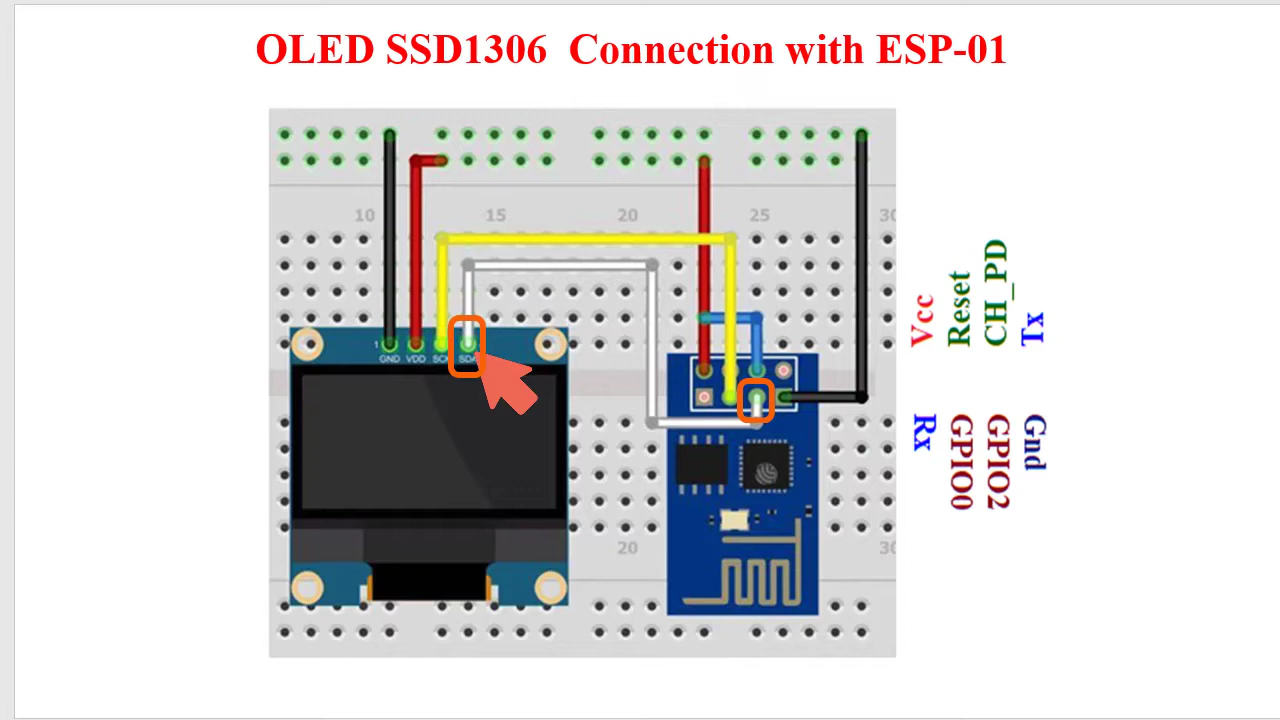 OLED SSD1306 Connection with ESP-01
10 15 20 25 30
Vcc
Reset
CH_PD
Tx
1
GND VDD SCK SDA
Rx
GPIO0
GPIO2
Gnd
20 30